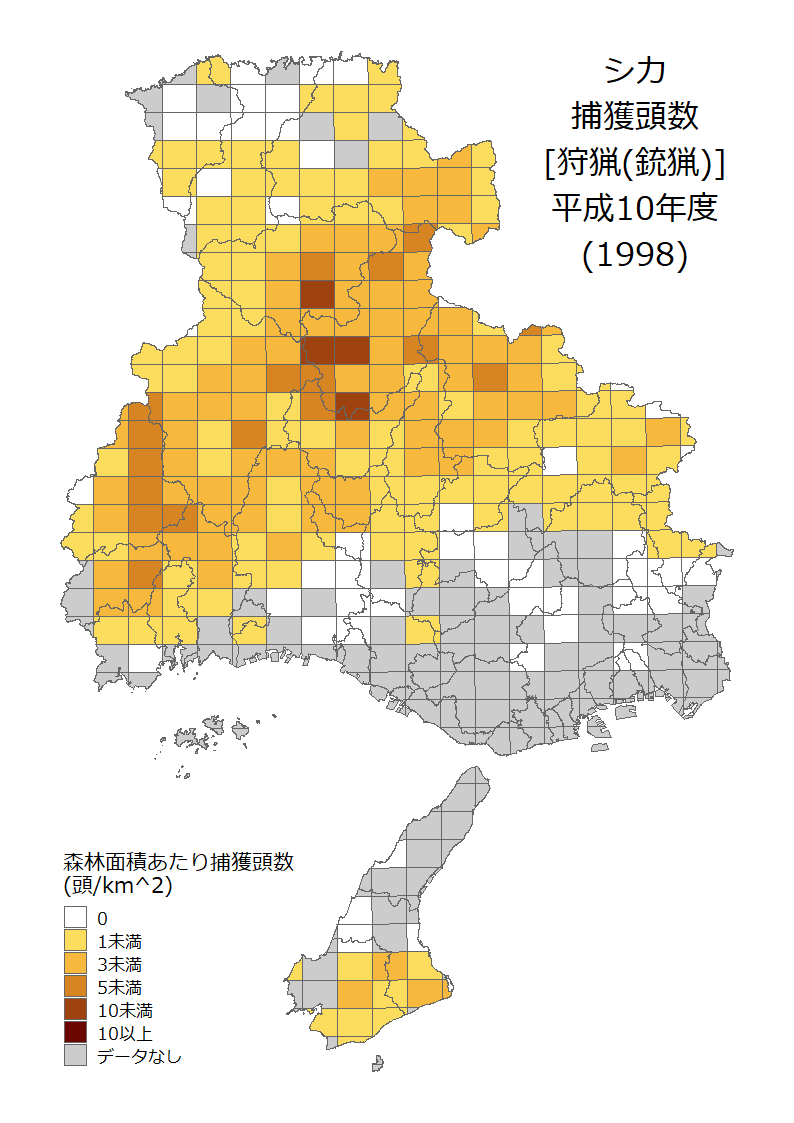 シカ
捕獲頭数
[狩猟(銃猟)]
平成10年度
(1998)
森林面積あたり捕獲頭数
(頭/km^2)
0
1未満
3未満
5未満
10未満
10以上
データなし